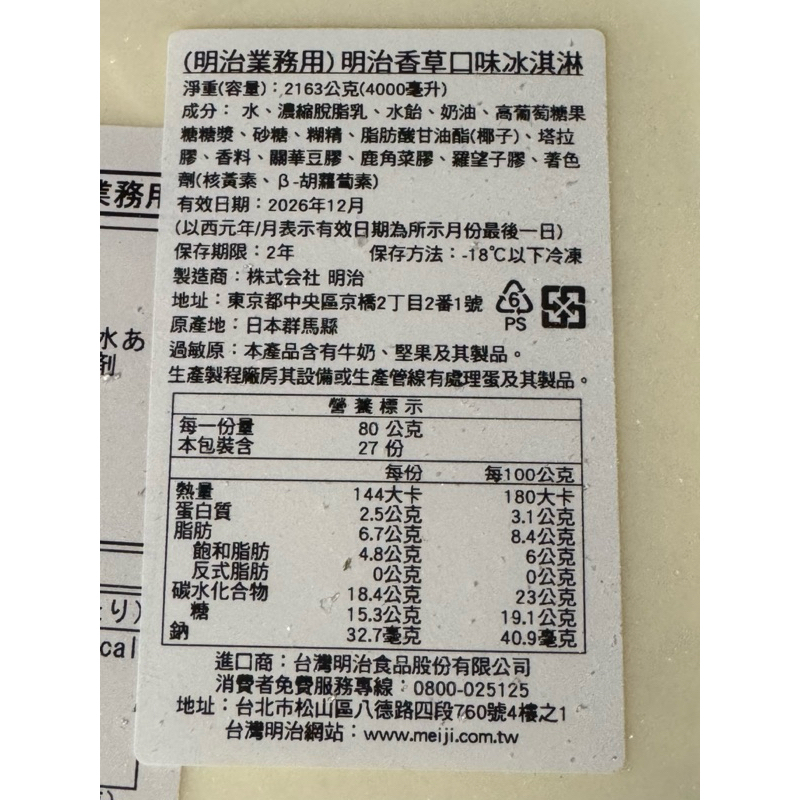 (明治業務用)明治香草口味冰淇淋
淨重(容量)：2163公克(4000毫升)
成分： 水、濃縮脫脂乳、水飴、奶油、高葡萄糖果
糖糖漿、砂糖、糊精、脂肪酸甘油酯(椰子)、塔拉
膠、香料、關華豆膠、鹿角菜膠、羅望子膠、著色
劑(核黃素、β-胡蘿蔔素)
有效日期：2026年12月
(以西元年/月表示有效日期為所示月份最後一日)
保存期限：2年 保存方法：-18℃以下冷凍
製造商：株式会社 明治
地址：東京都中央區京橋2丁目2番1號
原產地：日本群馬縣
6
PS
過敏原：本產品含有牛奶、堅果及其製品。
生產製程廠房其設備或生產管線有處理蛋及其製品。
營養標示
每一份量 80 公克
本包裝含 27 份
每份 每100公克
熱量 144大卡 180大卡
蛋白質 2.5公克 3.1公克
脂肪 6.7公克 8.4公克
飽和脂肪 4.8公克 6公克
反式脂肪 0公克 0公克
碳水化合物 18.4公克 23公克
糖 15.3公克 19.1公克
鈉 32.7毫克 40.9毫克
進口商：台灣明治食品股份有限公司
消費者免費服務專線：0800-025125
地址：台北市松山區八德路四段760號4樓之1
台灣明治網站：www.meiji.com.tw
業務用
水あ
剤
り)
cal